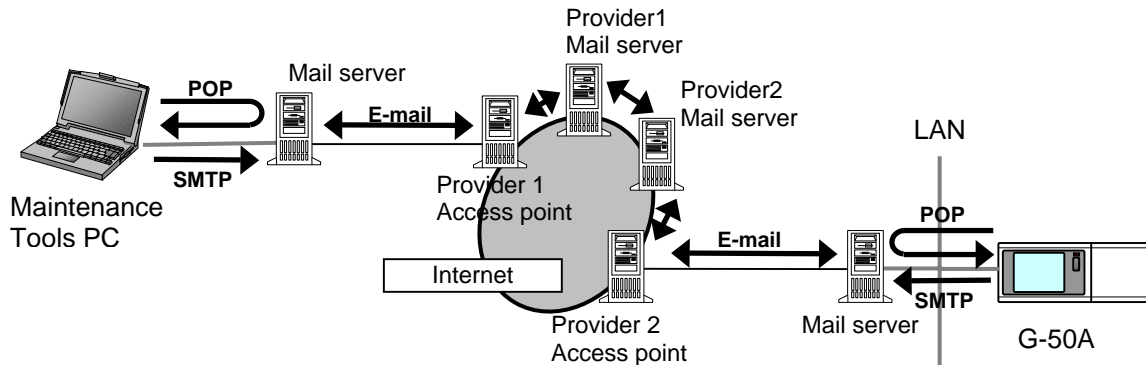 Provider1
Mail server
Mail server
POP
E-mail
SMTP
Provider2
Mail server
LAN
Maintenance
Tools PC
Provider 1
Access point
POP
E-mail
SMTP
Internet
Provider 2
Access point
Mail server
G-50A